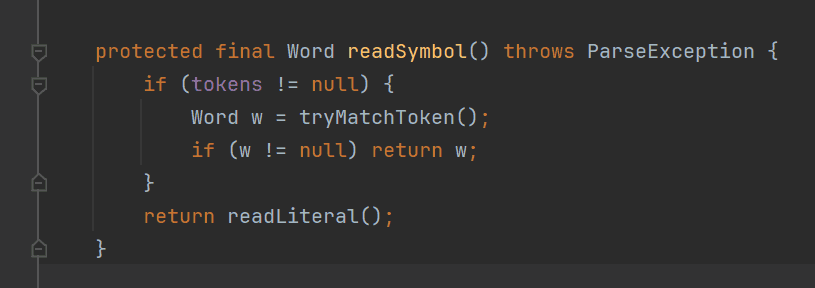 protected final Word readSymbol() throws ParseException {
    if (tokens != null) {
        Word w = tryMatchToken();
        if (w != null) return w;
    }
    return readLiteral();
}